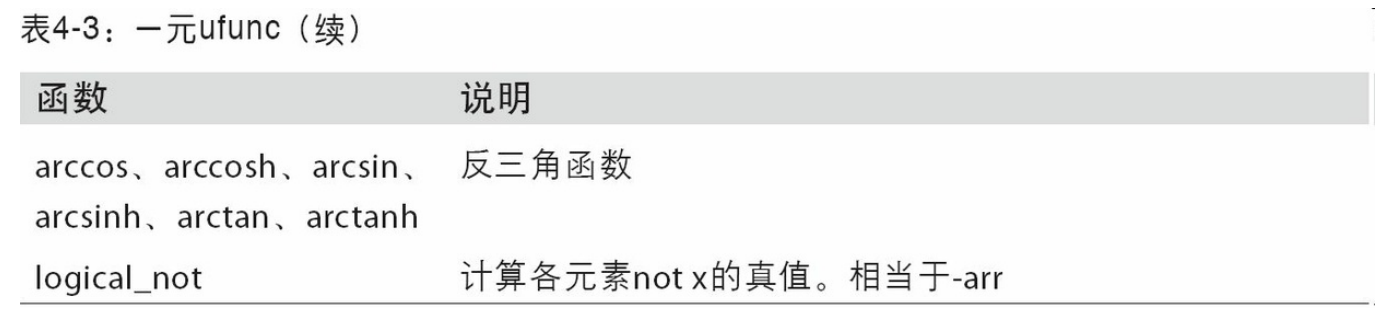 表4-3：一元ufunc（续）
函数 说明
arccos、arccosh、arcsin、 反三角函数
arcsinh、arctan、arctanh
logical_not 计算各元素not x的真值。相当于-arr